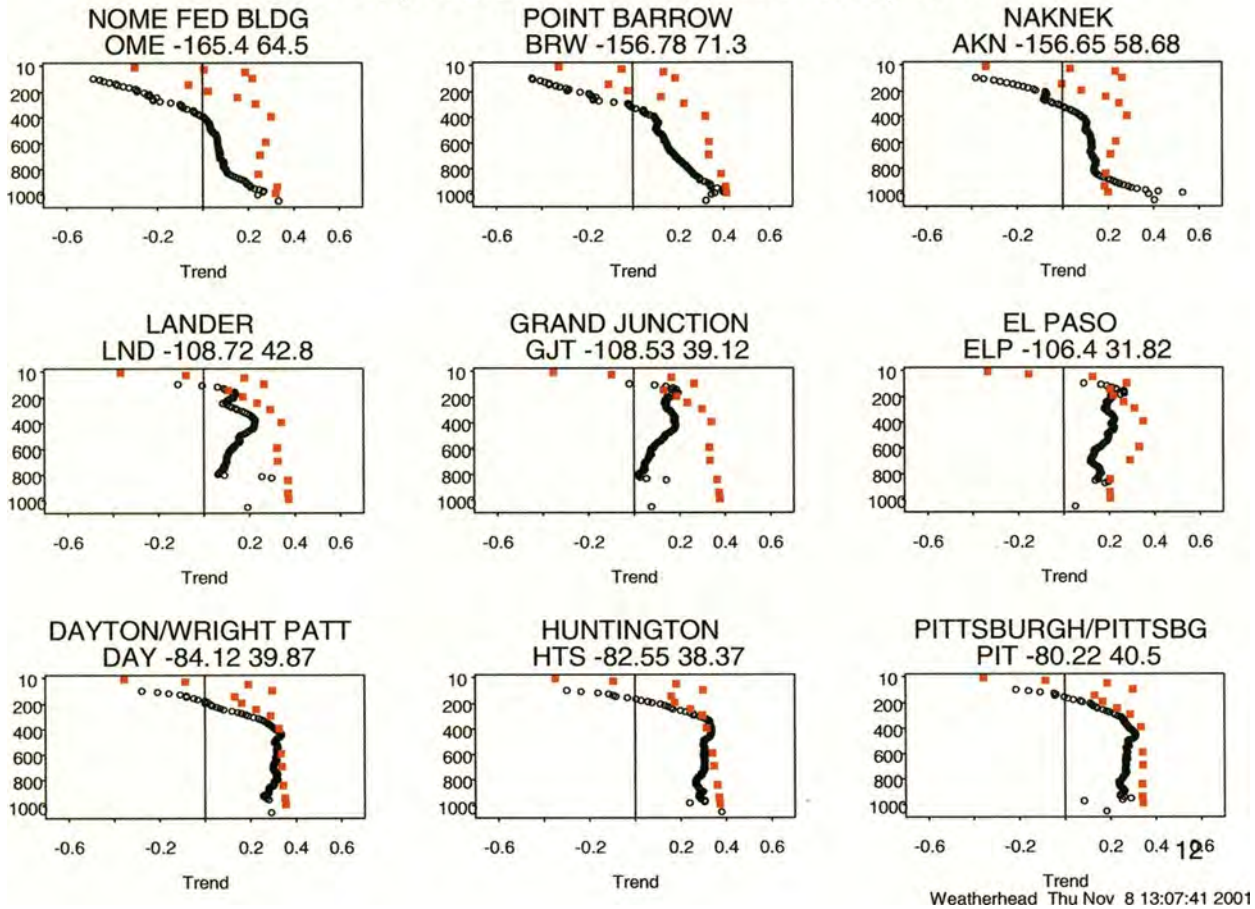 NOME FED BLDG
OME -165.4 64.5
10
200
400
600
800
1000
-0.6 -0.2 0.2 0.4 0.6
Trend
POINT BARROW
BRW -156.78 71.3
10
200
400
600
800
1000
-0.6 -0.2 0.2 0.4 0.6
Trend
NAKNEK
AKN -156.65 58.68
10
200
400
600
800
1000
-0.6 -0.2 0.2 0.4 0.6
Trend
LANDER
LND -108.72 42.8
10
200
400
600
800
1000
-0.6 -0.2 0.2 0.4 0.6
Trend
GRAND JUNCTION
GJT -108.53 39.12
10
200
400
600
800
1000
-0.6 -0.2 0.2 0.4 0.6
Trend
EL PASO
ELP -106.4 31.82
10
200
400
600
800
1000
-0.6 -0.2 0.2 0.4 0.6
Trend
DAYTON/WRIGHT PATT
DAY -84.12 39.87
10
200
400
600
800
1000
-0.6 -0.2 0.2 0.4 0.6
Trend
HUNTINGTON
HTS -82.55 38.37
10
200
400
600
800
1000
-0.6 -0.2 0.2 0.4 0.6
Trend
PITTSBURGH/PITTSBG
PIT -80.22 40.5
10
200
400
600
800
1000
-0.6 -0.2 0.2 0.4 0.6
Trend
12
Weatherhead Thu Nov 8 13:07:41 2001